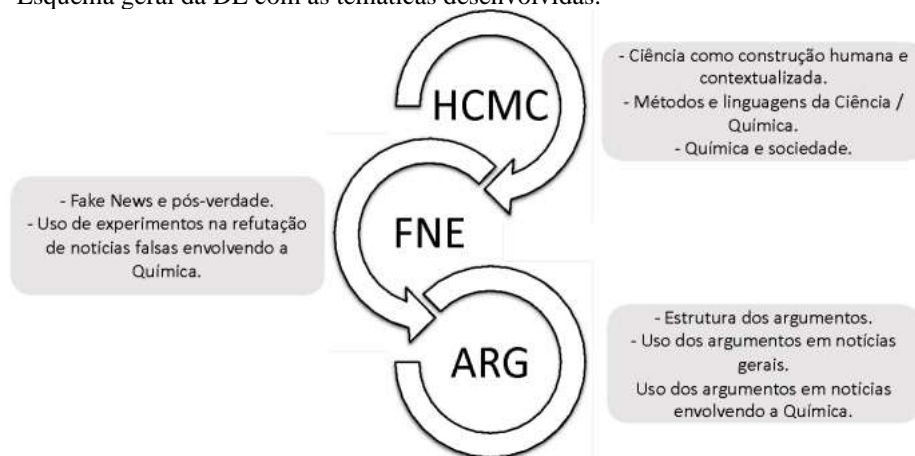 Esquema geral da DE com as temáticas desenvolvidas.
HCMC
- Ciência como construção humana e
contextualizada.
- Métodos e linguagens da Ciência /
Química.
- Química e sociedade.
- Fake News e pós-verdade.
- Uso de experimentos na refutação
de notícias falsas envolvendo a
Química.
FNE
ARG
- Estrutura dos argumentos.
- Uso dos argumentos em notícias
gerais.
Uso dos argumentos em notícias
envolvendo a Química.